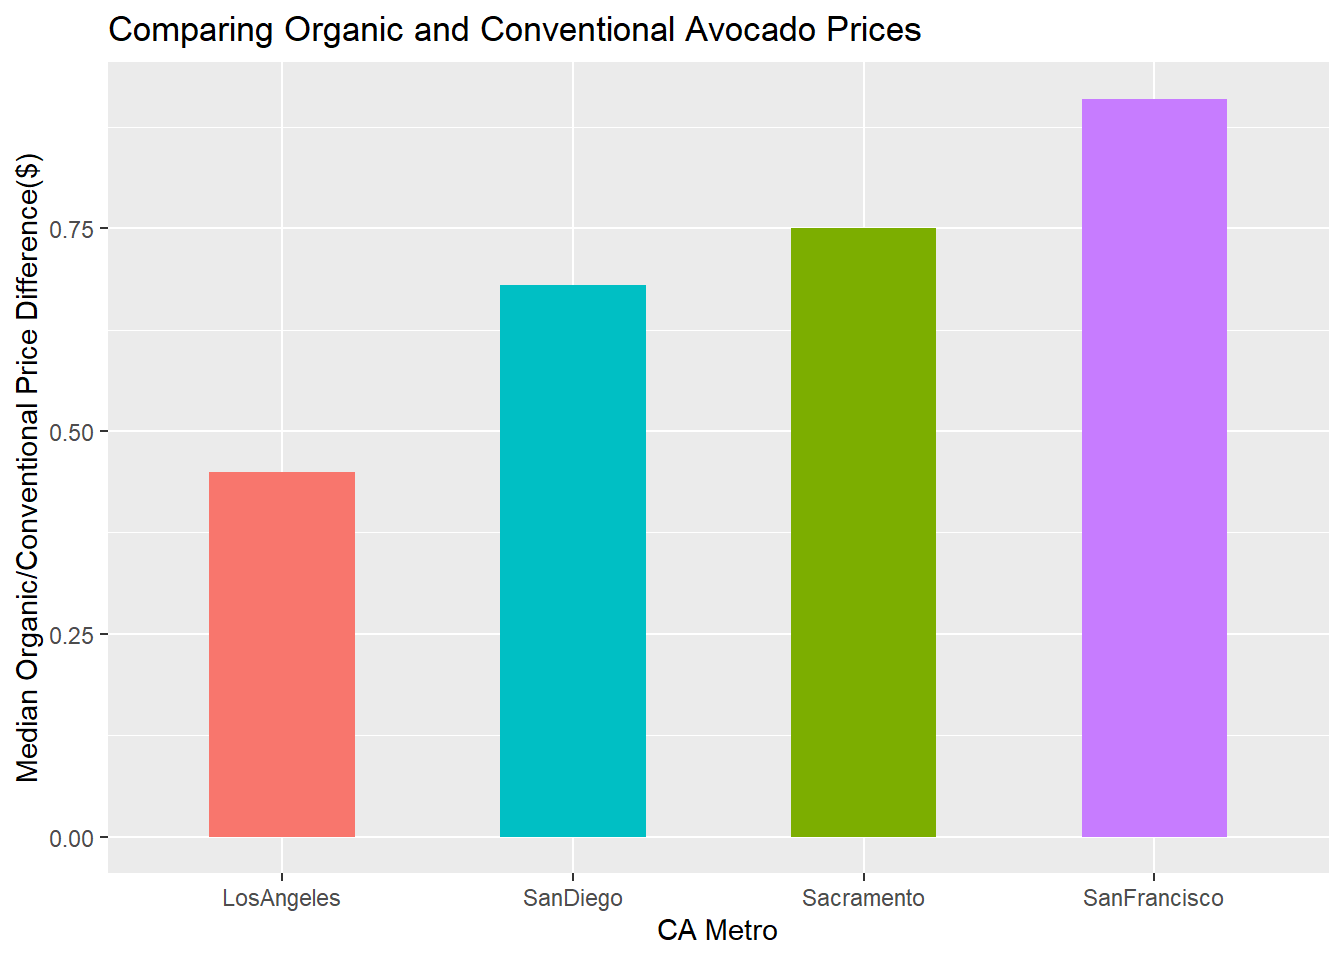 Comparing Organic and Conventional Avocado Prices
Median Organic/Conventional Price Difference($)
0.75
0.50
0.25
0.00
LosAngeles
SanDiego
Sacramento
SanFrancisco
CA Metro